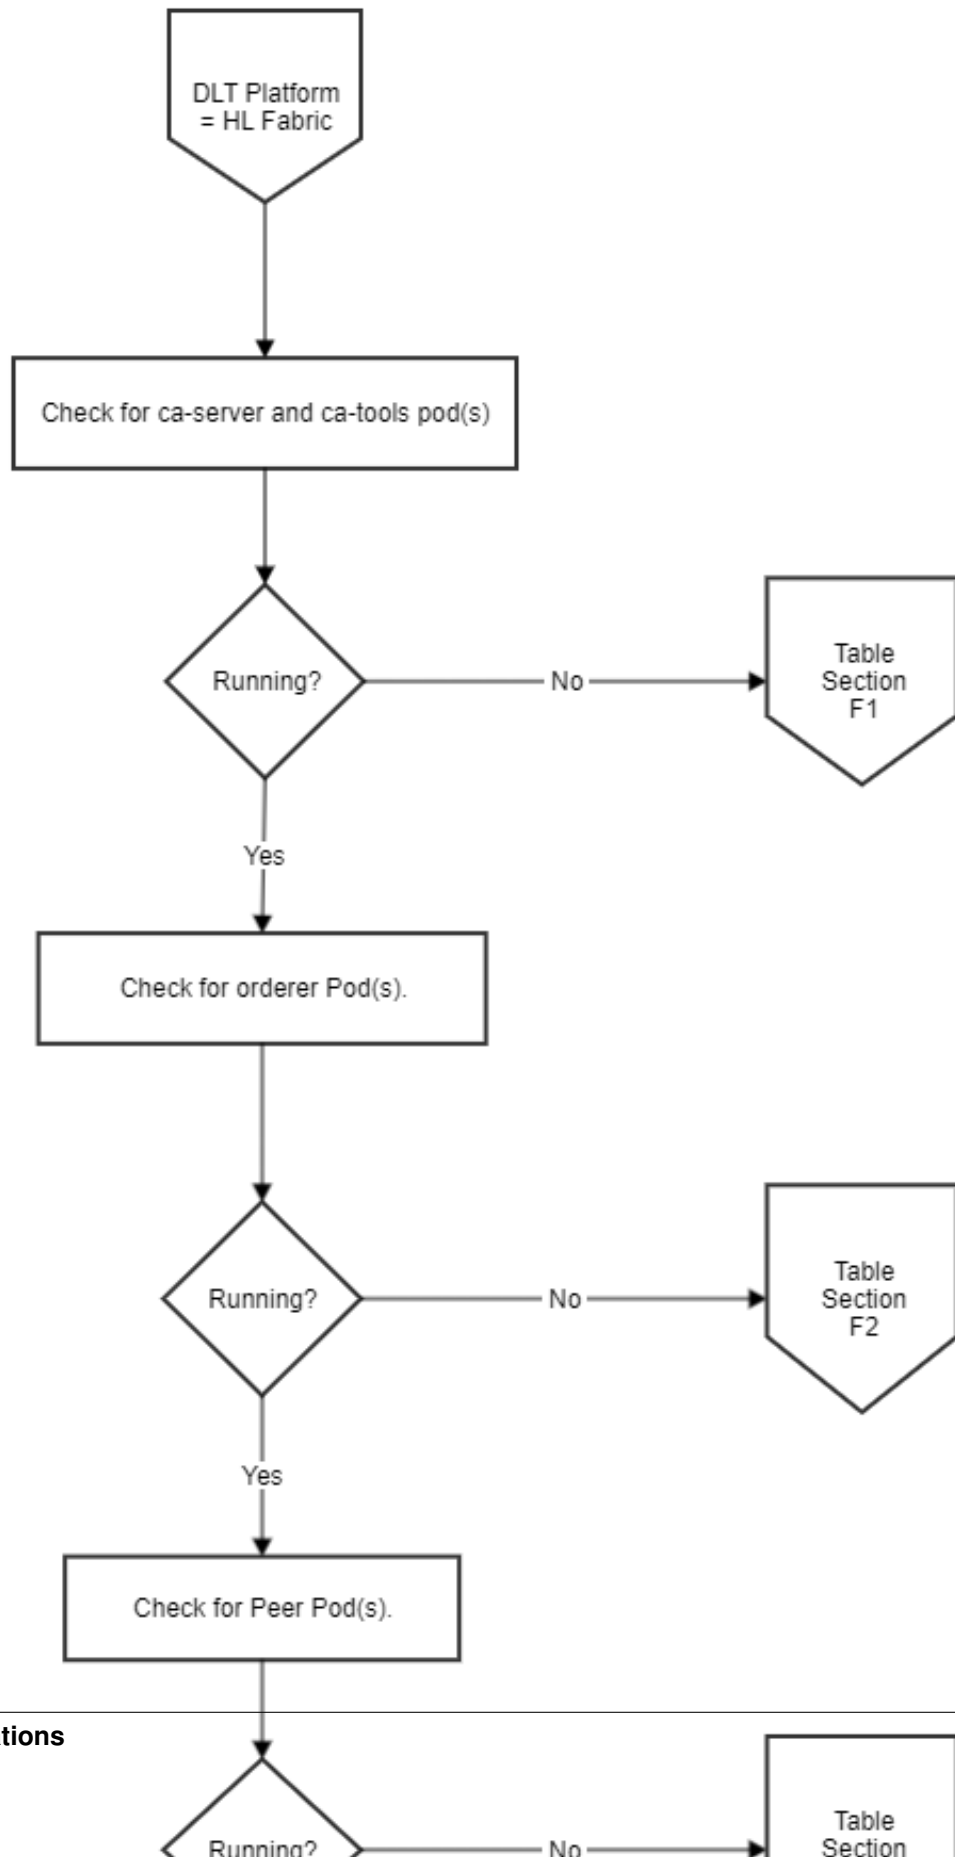 DLT Platform
= HL Fabric
Check for ca-server and ca-tools pod(s)
Running?
No
Table
Section
F1
Yes
Check for orderer Pod(s).
Running?
No
Table
Section
F2
Yes
Check for Peer Pod(s).
tions
Running?
No
Table
Section